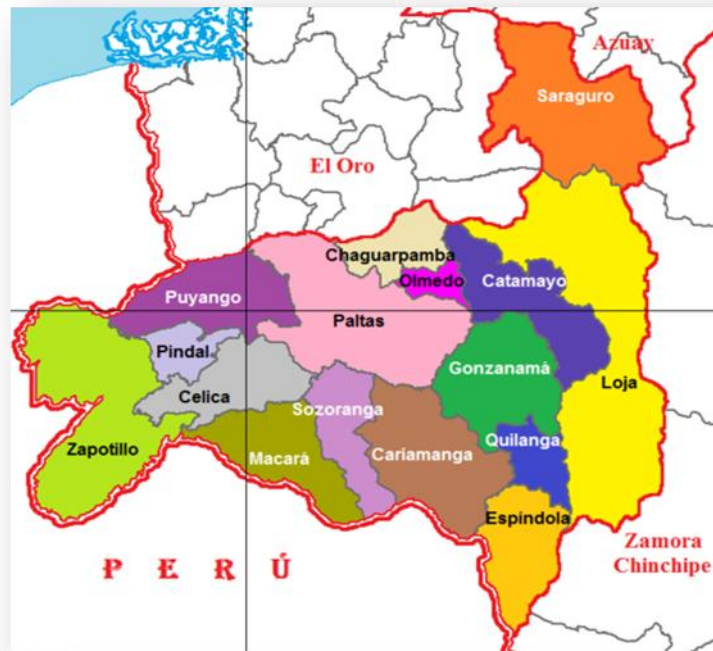 Azuay
Saraguro
El Oro
Chaguarpamba
Olmedo
Catamayo
Puyango
Paltas
Pindal
Gonzanamá
Loja
Celica
Sozoranga
Quilanga
Zapotillo
Macará
Cariamanga
Espíndola
Zamora
Chinchipe
P E R Ú